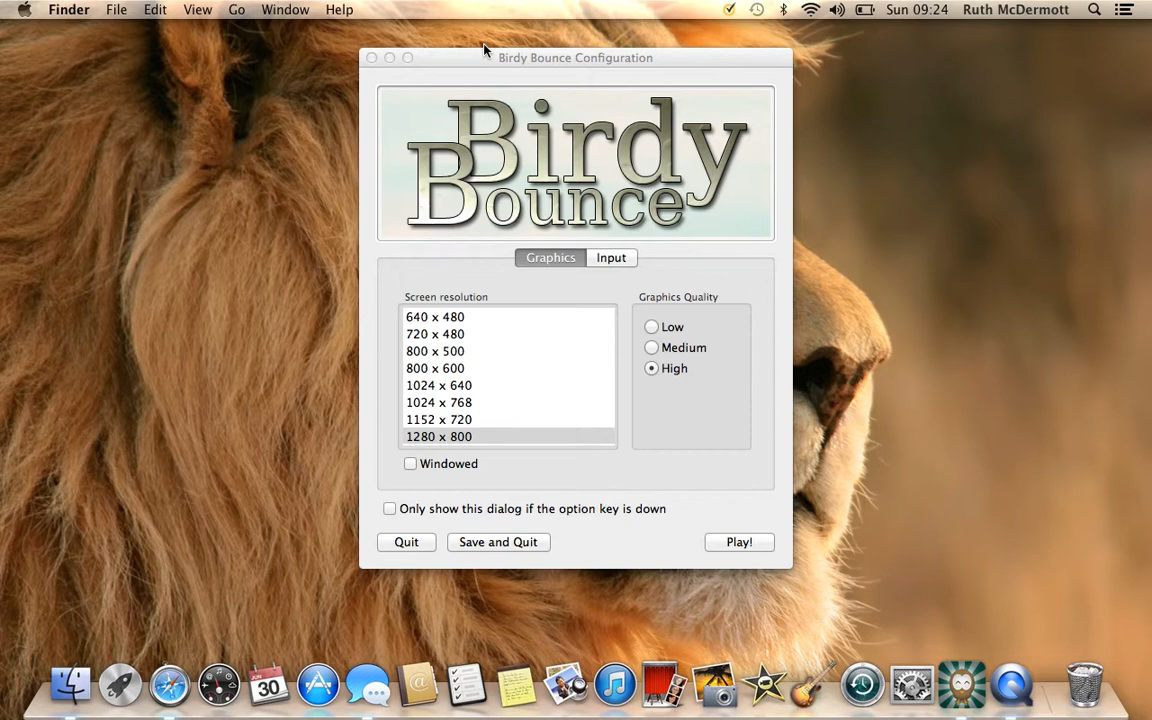 Finder File Edit View Go Window Help Sun 09:24 Ruth McDermott
Birdy Bounce Configuration
Birdy
Bounce
Graphics Input
Screen resolution
640 x 480
720 x 480
800 x 500
800 x 600
1024 x 640
1024 x 768
1152 x 720
1280 x 800
Windowed
Graphics Quality
Low
Medium
High
Only show this dialog if the option key is down
Quit Save and Quit Play!
JUN
30